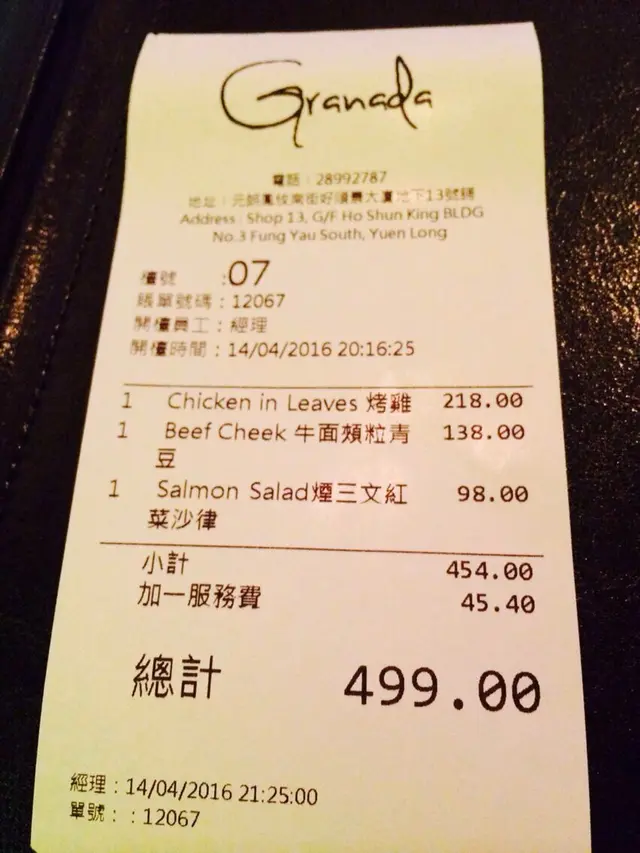 Granada
電話：28992787
地址：元朗鳳攸南街好順景大廈地下13號鋪
Address : Shop 13, G/F Ho Shun King BLDG
No.3 Fung Yau South, Yuen Long
檯號 :07
賬單號碼：12067
開檯員工：經理
開檯時間：14/04/2016 20:16:25
1 Chicken in Leaves 烤雞 218.00
1 Beef Cheek 牛面頰粒青 138.00
豆
1 Salmon Salad煙三文紅 98.00
菜沙律
小計 454.00
加一服務費 45.40
總計 499.00
經理：14/04/2016 21:25:00
單號：：12067